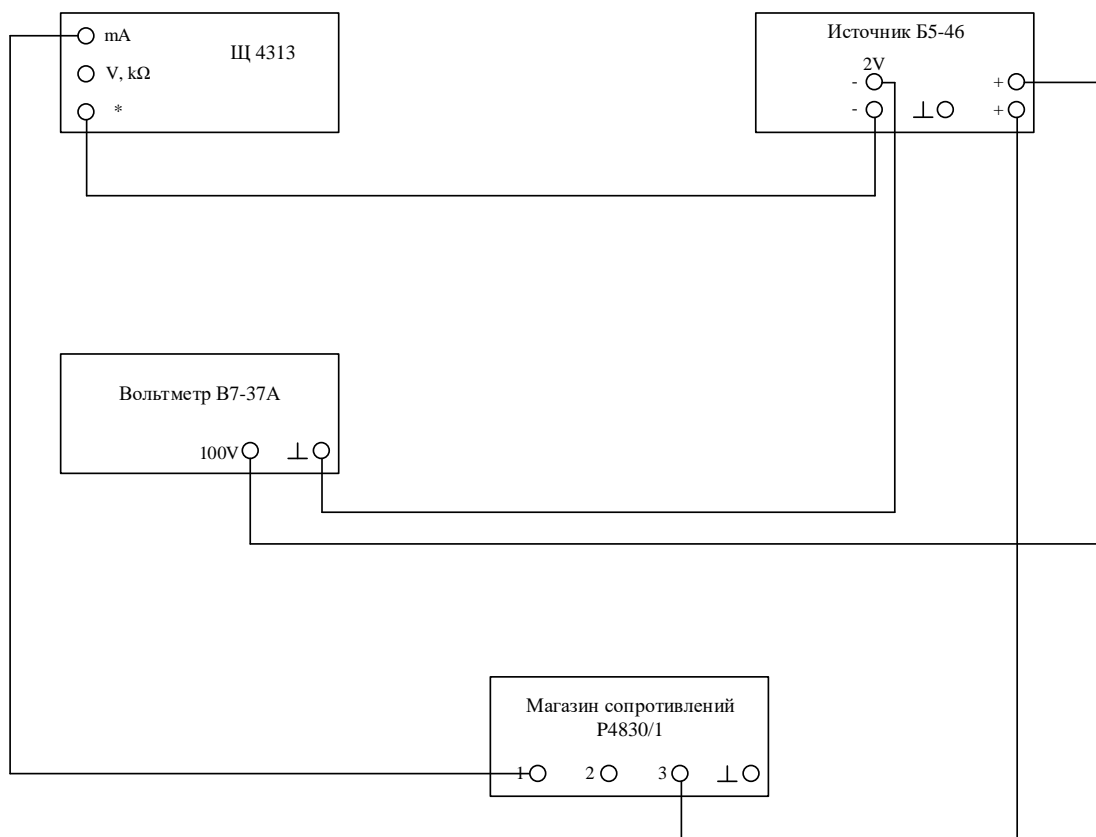 mA
Щ 4313
V, kΩ
*
Источник Б5-46
2V
- +
- ⊥ +
Вольтметр В7-37А
100V ⊥
Магазин сопротивлений
Р4830/1
1 2 3 ⊥